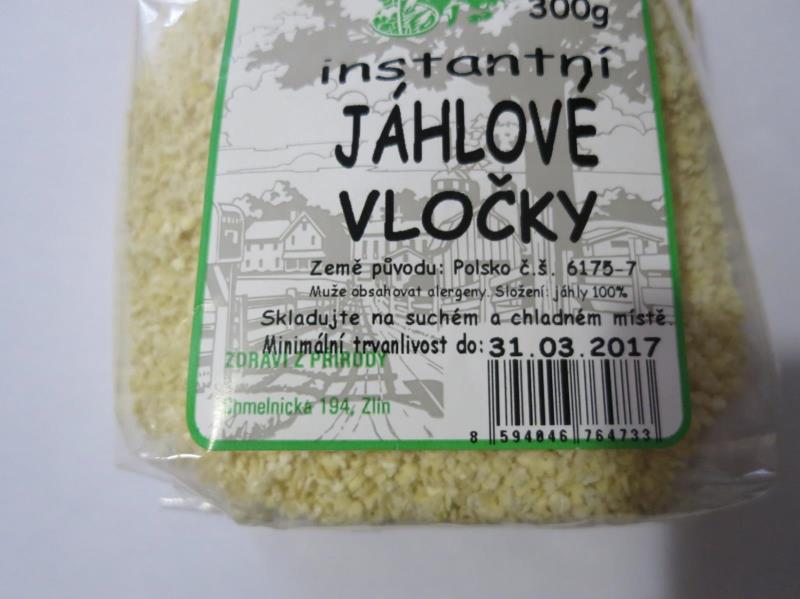 300g
instantní
JÁHLOVÉ
VLOČKY
Země původu: Polsko č.š. 6175-7
Muže obsahovat alergeny. Složení: jáhly 100%
Skladujte na suchém a chladném místě.
Minimální trvanlivost do: 31.03.2017
ZDRAVÍ Z PŘÍRODY
Chmelnická 194, Zlín
8 594046 764733